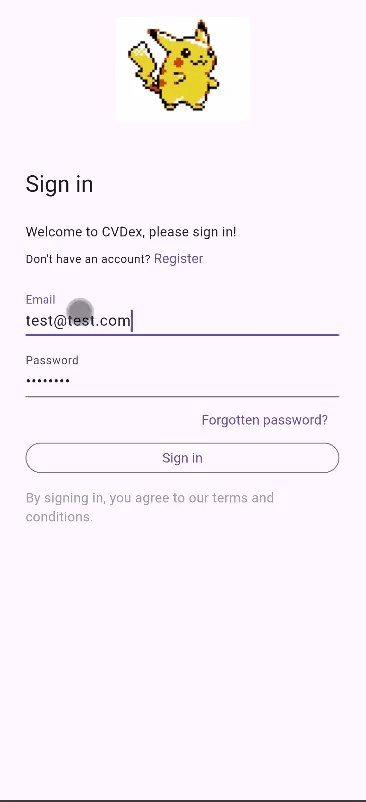 Sign in
Welcome to CVDex, please sign in!
Don't have an account? Register
Email
test@test.com
Password
••••••••
Forgotten password?
Sign in
By signing in, you agree to our terms and
conditions.